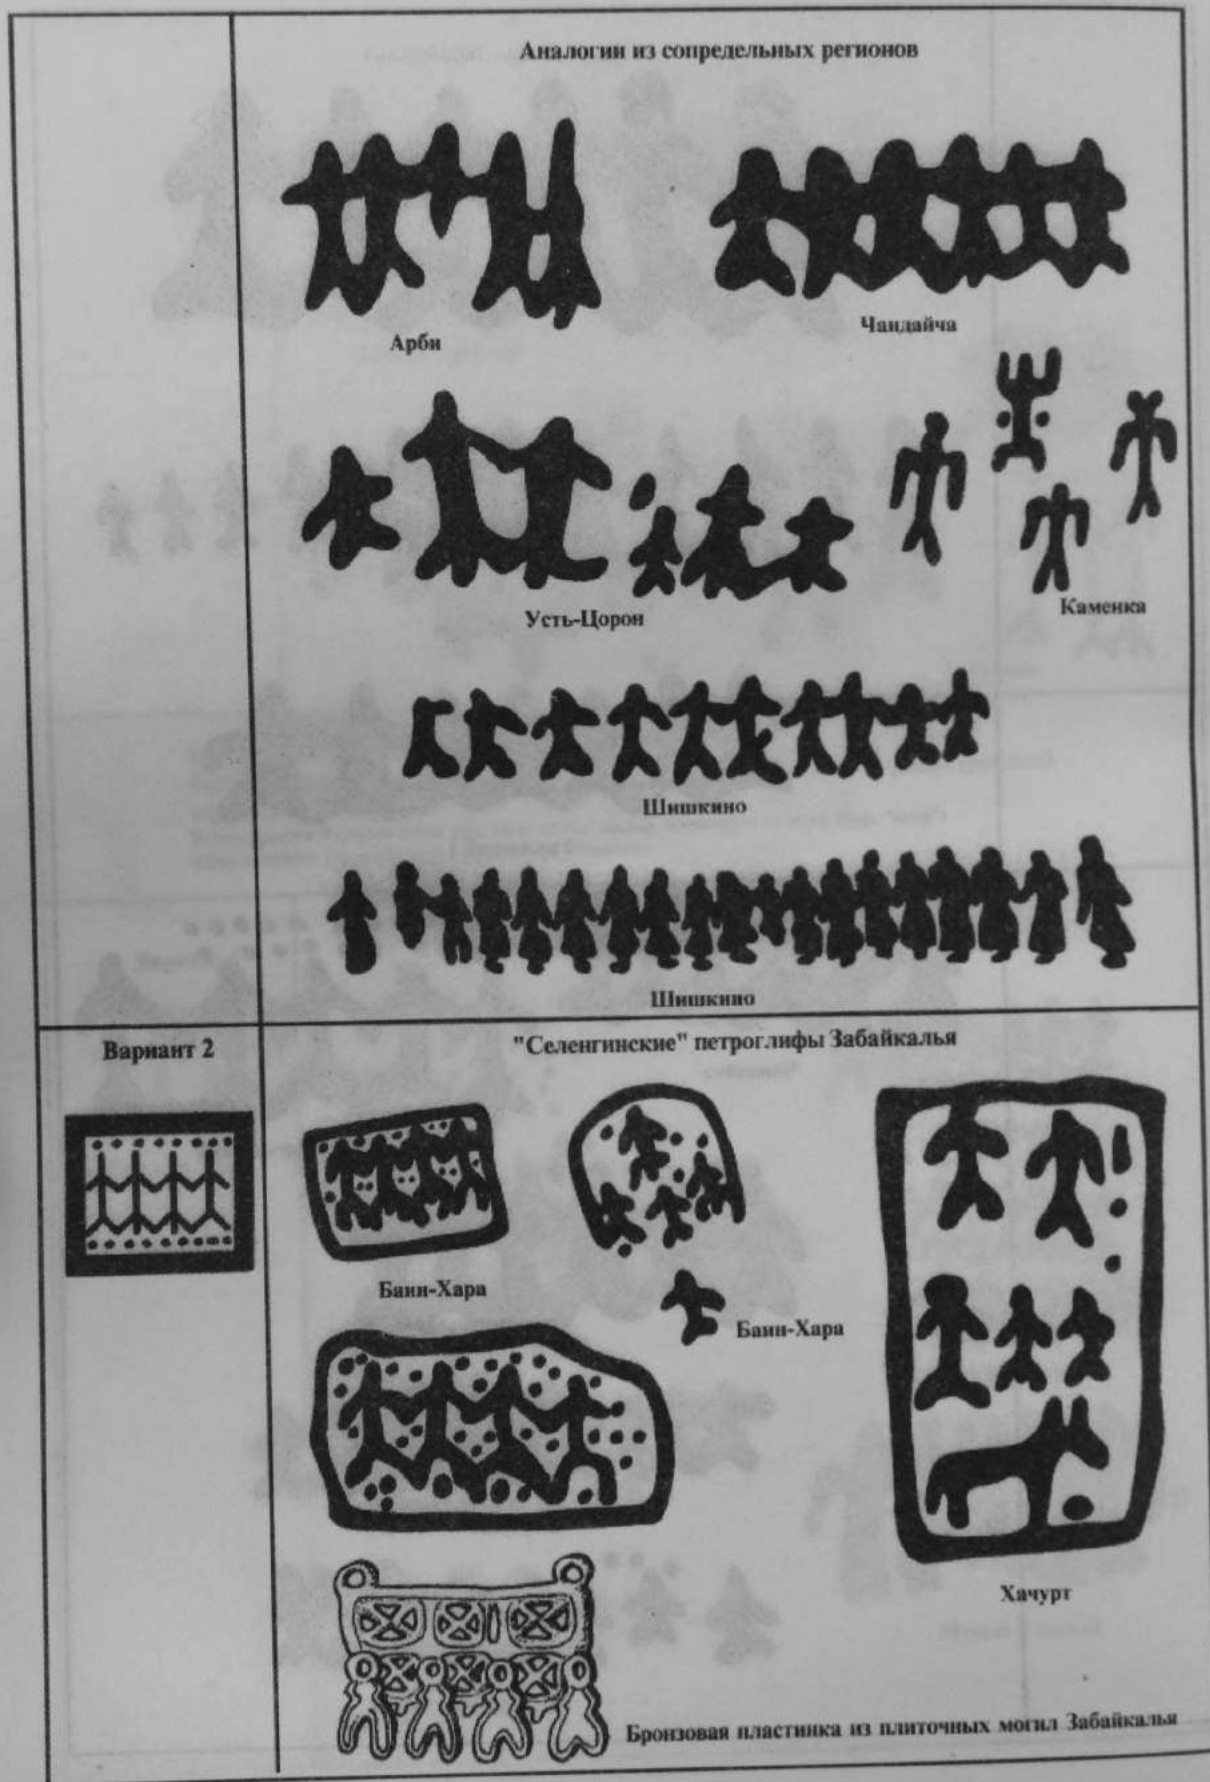 Аналогии из сопредельных регионов
Арби
Чандайча
Усть-Цорон
Каменка
Шишкино
Шишкино
Вариант 2
"Селенгинские" петроглифы Забайкалья
Баин-Хара
Баин-Хара
Хачурт
Бронзовая пластинка из плиточных могил Забайкалья